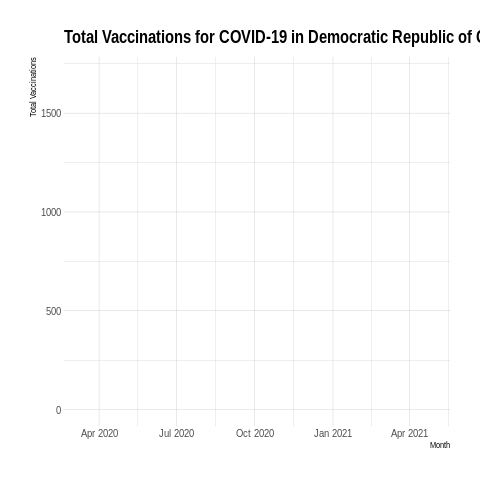 Total Vaccinations for COVID-19 in Democratic Republic of
Total Vaccinations
1500
1000
500
0
Apr 2020 Jul 2020 Oct 2020 Jan 2021 Apr 2021
Month